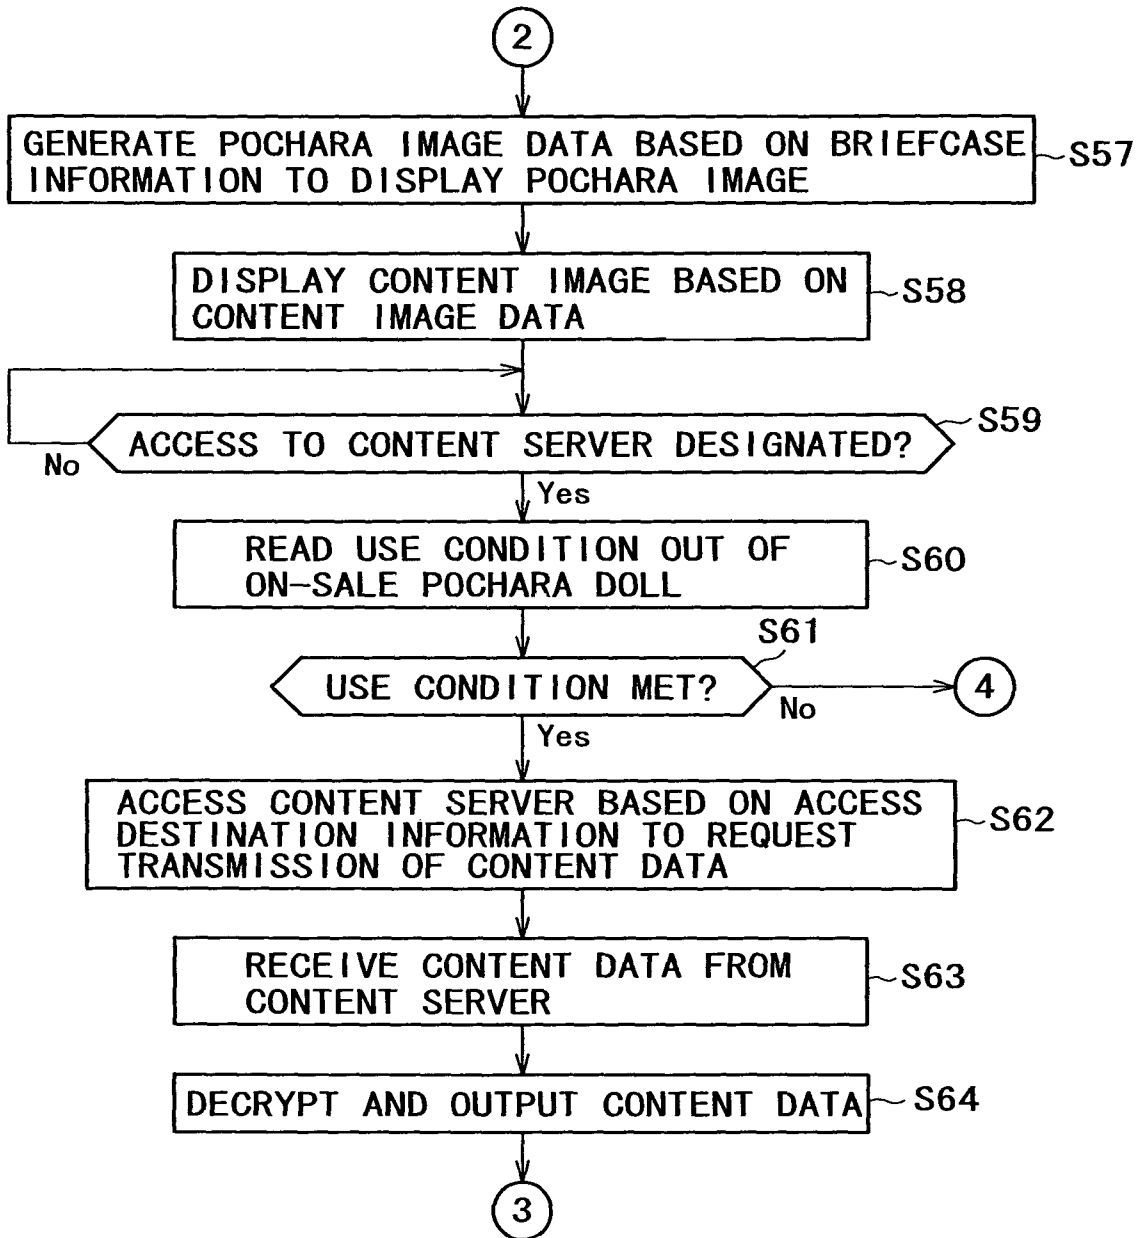 2
GENERATE POCHARA IMAGE DATA BASED ON BRIEFCASE
INFORMATION TO DISPLAY POCHARA IMAGE
S57
DISPLAY CONTENT IMAGE BASED ON
CONTENT IMAGE DATA
S58
ACCESS TO CONTENT SERVER DESIGNATED?
S59
No
Yes
READ USE CONDITION OUT OF
ON-SALE POCHARA DOLL
S60
S61
USE CONDITION MET?
4
No
Yes
ACCESS CONTENT SERVER BASED ON ACCESS
DESTINATION INFORMATION TO REQUEST
TRANSMISSION OF CONTENT DATA
S62
RECEIVE CONTENT DATA FROM
CONTENT SERVER
S63
DECRYPT AND OUTPUT CONTENT DATA
S64
3